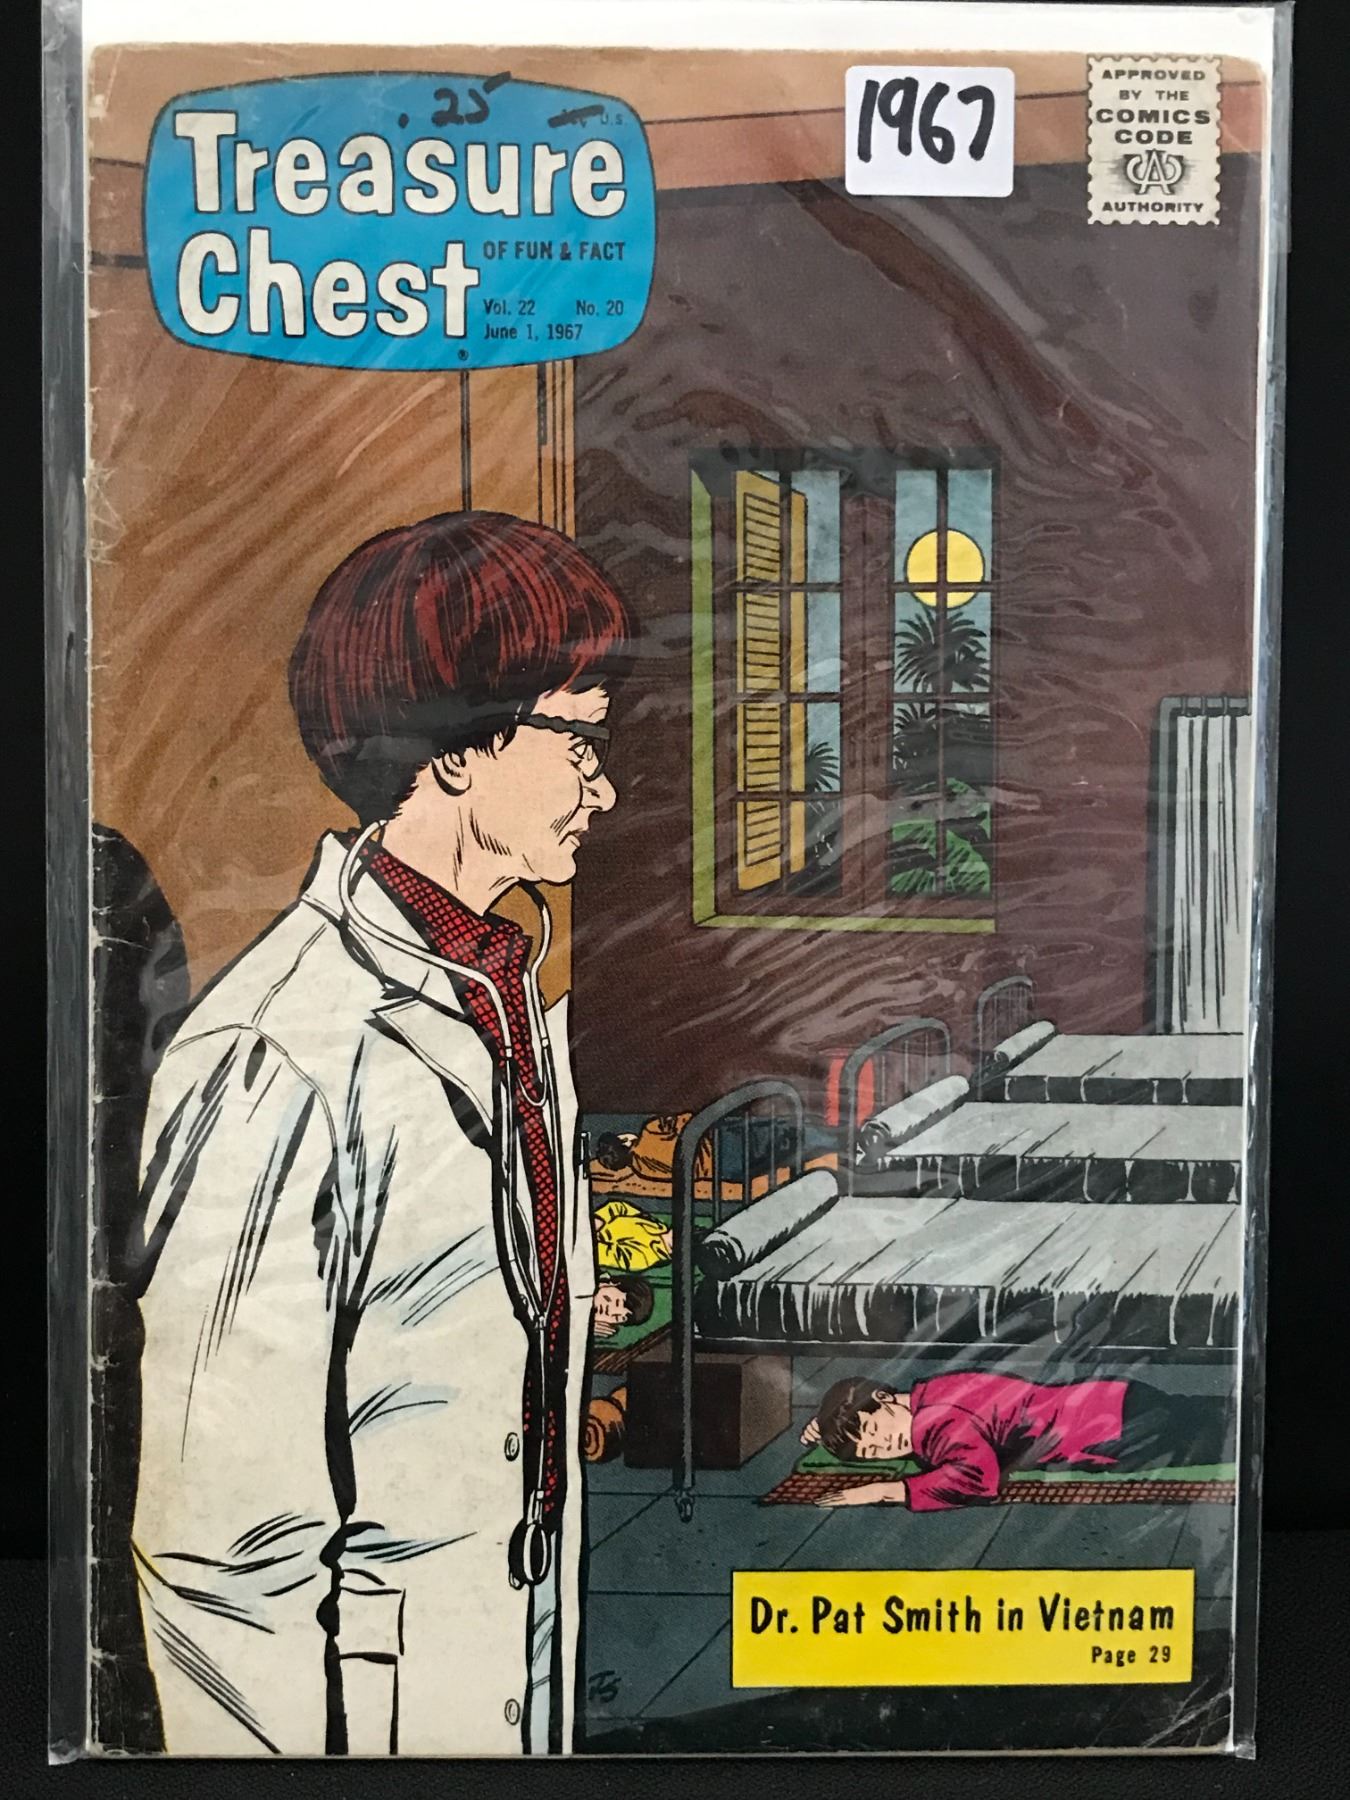 .25
U.S.
Treasure
Chest
OF FUN & FACT
Vol. 22 No. 20
June 1, 1967
®
1967
APPROVED
BY THE
COMICS
CODE
CA
AUTHORITY
Dr. Pat Smith in Vietnam
Page 29